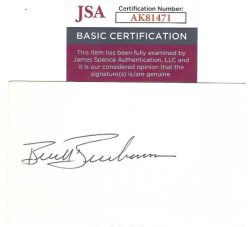 JSA
Certification Number:
AK81471
BASIC CERTIFICATION
This item has been fully examined by
James Spence Authentication, LLC and
it is our considered opinion that the
signature(s) is/are genuine.